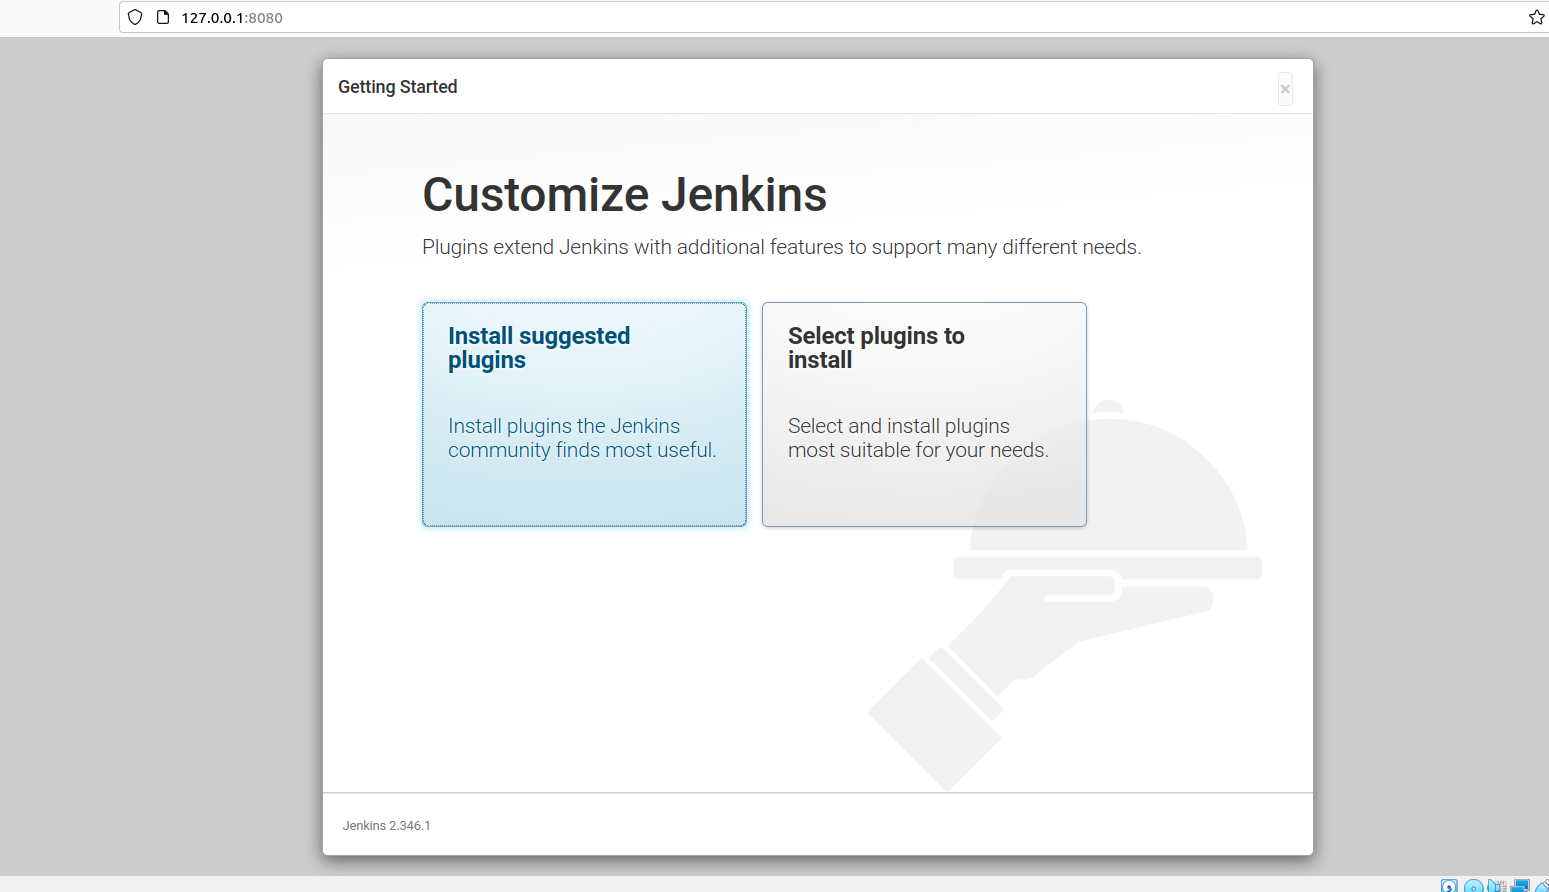 127.0.0.1:8080
Getting Started
×
Customize Jenkins
Plugins extend Jenkins with additional features to support many different needs.
Install suggested
plugins
Install plugins the Jenkins
community finds most useful.
Select plugins to
install
Select and install plugins
most suitable for your needs.
Jenkins 2.346.1